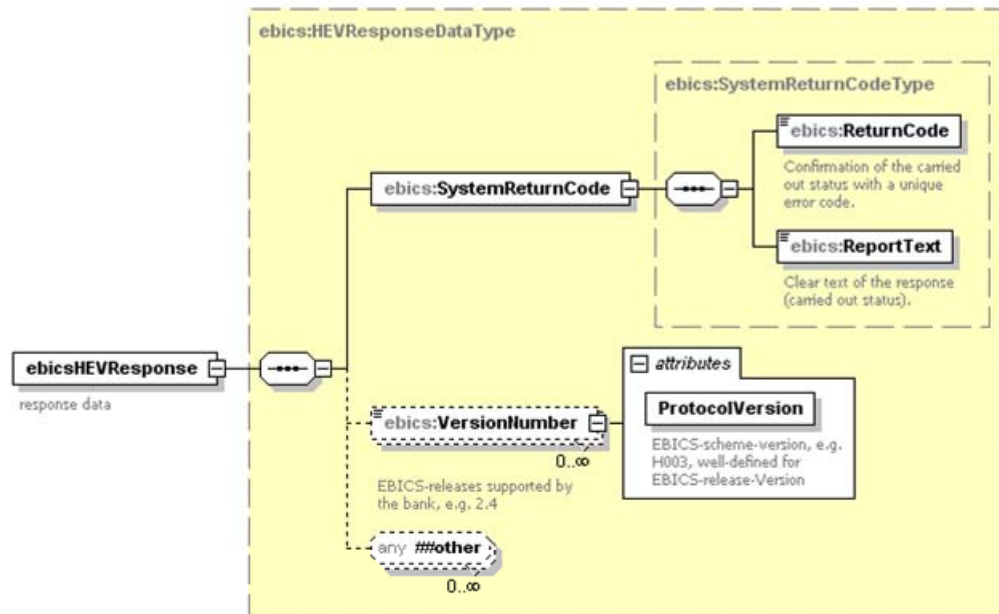 ebics:HEVResponseDataType
ebics:SystemReturnCodeType
ebics:ReturnCode
Confirmation of the carried
out status with a unique
error code.
ebics:SystemReturnCode
ebics:ReportText
Clear text of the response
(carried out status).
ebicsHEVResponse
response data
attributes
ProtocolVersion
EBICS-scheme-version, e.g.
H003, well-defined for
EBICS-release-Version
ebics:VersionNumber
0..∞
EBICS-releases supported by
the bank, e.g. 2.4
any ##other
0..∞